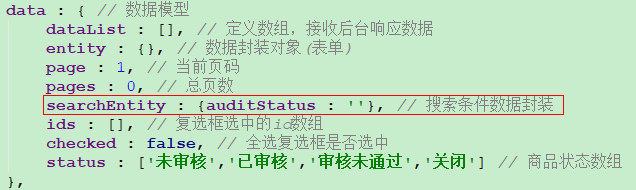 data : { // 数据模型
dataList : [], // 定义数组，接收后台响应数据
entity : {}, // 数据封装对象(表单)
page : 1, // 当前页码
pages : 0, // 总页数
searchEntity : {auditStatus : ''}, // 搜索条件数据封装
ids : [], // 复选框选中的id数组
checked : false, // 全选复选框是否选中
status : ['未审核','已审核','审核未通过','关闭'] // 商品状态数组
},